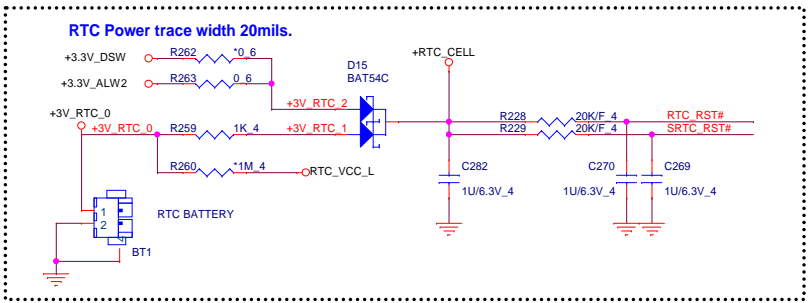 RTC Power trace width 20mils.
+3.3V_DSW R262 *0_6
+3.3V_ALW2 R263 0_6
D15
BAT54C
+RTC_CELL
+3V_RTC_0
+3V_RTC_2
+3V_RTC_0 R259 1K_4 +3V_RTC_1
R260 *1M_4 RTC_VCC_L
R228 20K/F_4 RTC_RST#
R229 20K/F_4 SRTC_RST#
C282
1U/6.3V_4
C270
1U/6.3V_4
C269
1U/6.3V_4
1
2
RTC BATTERY
BT1